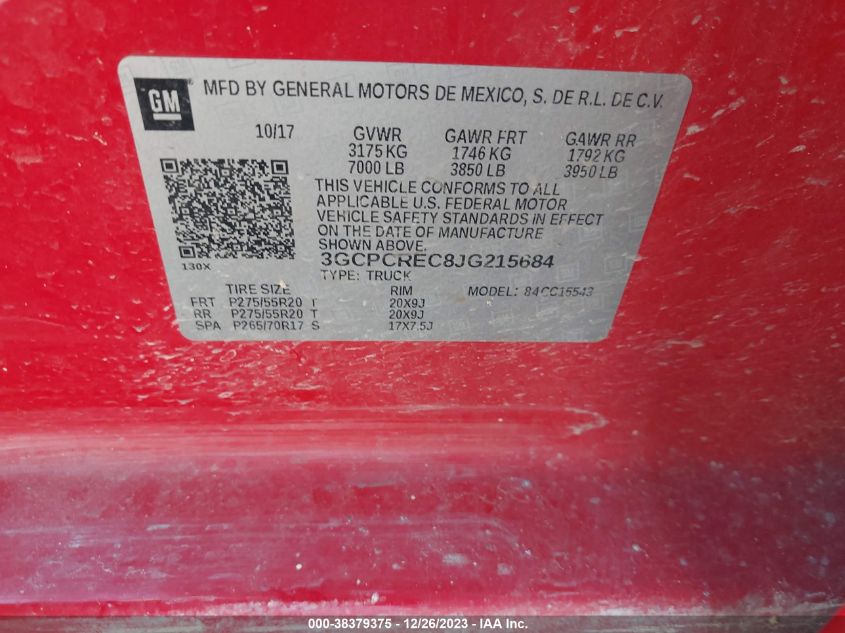 GM
MFD BY GENERAL MOTORS DE MEXICO, S. DE R.L. DE C.V.
10/17 GVWR GAWR FRT GAWR RR
3175 KG 1746 KG 1792 KG
7000 LB 3850 LB 3950 LB
THIS VEHICLE CONFORMS TO ALL
APPLICABLE U.S. FEDERAL MOTOR
VEHICLE SAFETY STANDARDS IN EFFECT
ON THE DATE OF MANUFACTURE
SHOWN ABOVE.
130X 3GCPCREC8JG215684
TYPE: TRUCK
TIRE SIZE RIM MODEL: 84CC15543
FRT P275/55R20 T 20X9J
RR P275/55R20 T 20X9J
SPA P265/70R17 S 17X7.5J
000-38379375 - 12/26/2023 - IAA Inc.